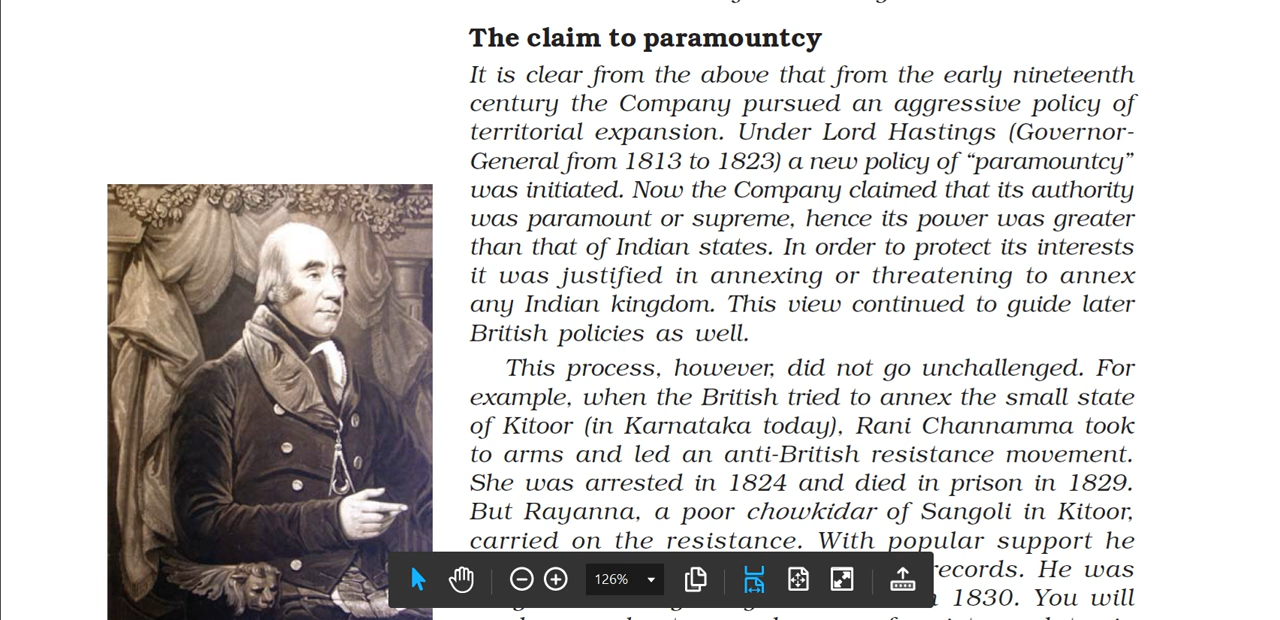 The claim to paramountcy
It is clear from the above that from the early nineteenth
century the Company pursued an aggressive policy of
territorial expansion. Under Lord Hastings (Governor-
General from 1813 to 1823) a new policy of “paramountcy”
was initiated. Now the Company claimed that its authority
was paramount or supreme, hence its power was greater
than that of Indian states. In order to protect its interests
it was justified in annexing or threatening to annex
any Indian kingdom. This view continued to guide later
British policies as well.
This process, however, did not go unchallenged. For
example, when the British tried to annex the small state
of Kitoor (in Karnataka today), Rani Channamma took
to arms and led an anti-British resistance movement.
She was arrested in 1824 and died in prison in 1829.
But Rayanna, a poor chowkidar of Sangoli in Kitoor,
carried on the resistance. With popular support he
records. He was
1830. You will
126%